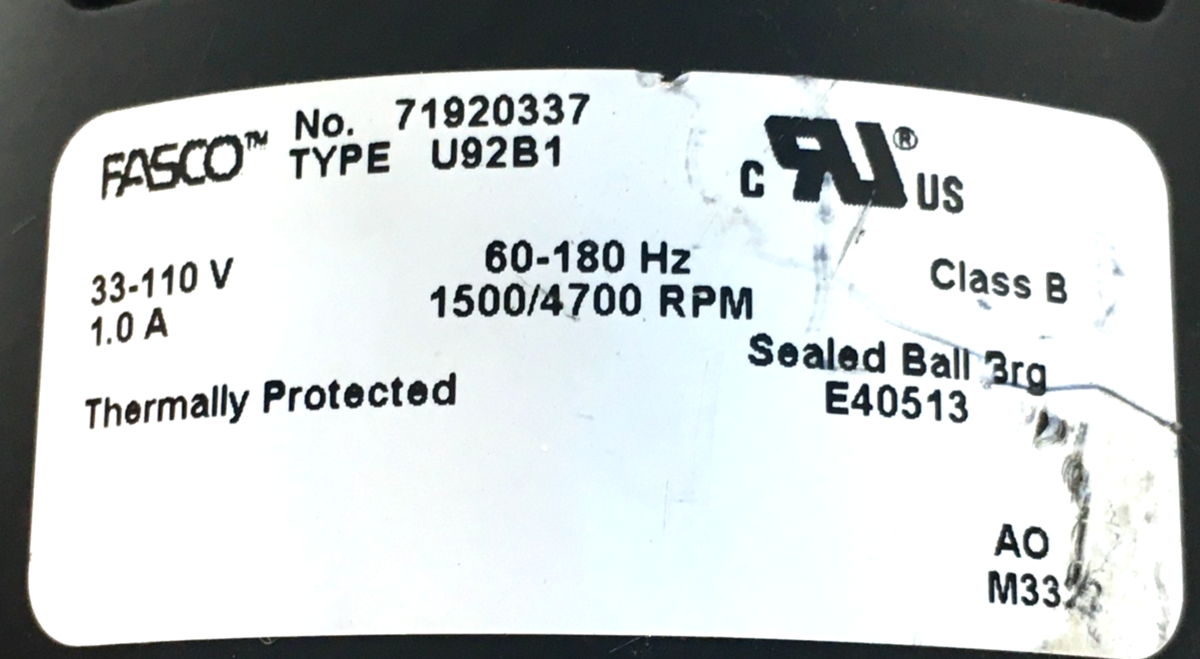 FASCO™ No. 71920337
TYPE U92B1
C RU® US
33-110 V
60-180 Hz
Class B
1.0 A
1500/4700 RPM
Thermally Protected
Sealed Ball Brg
E40513
AO